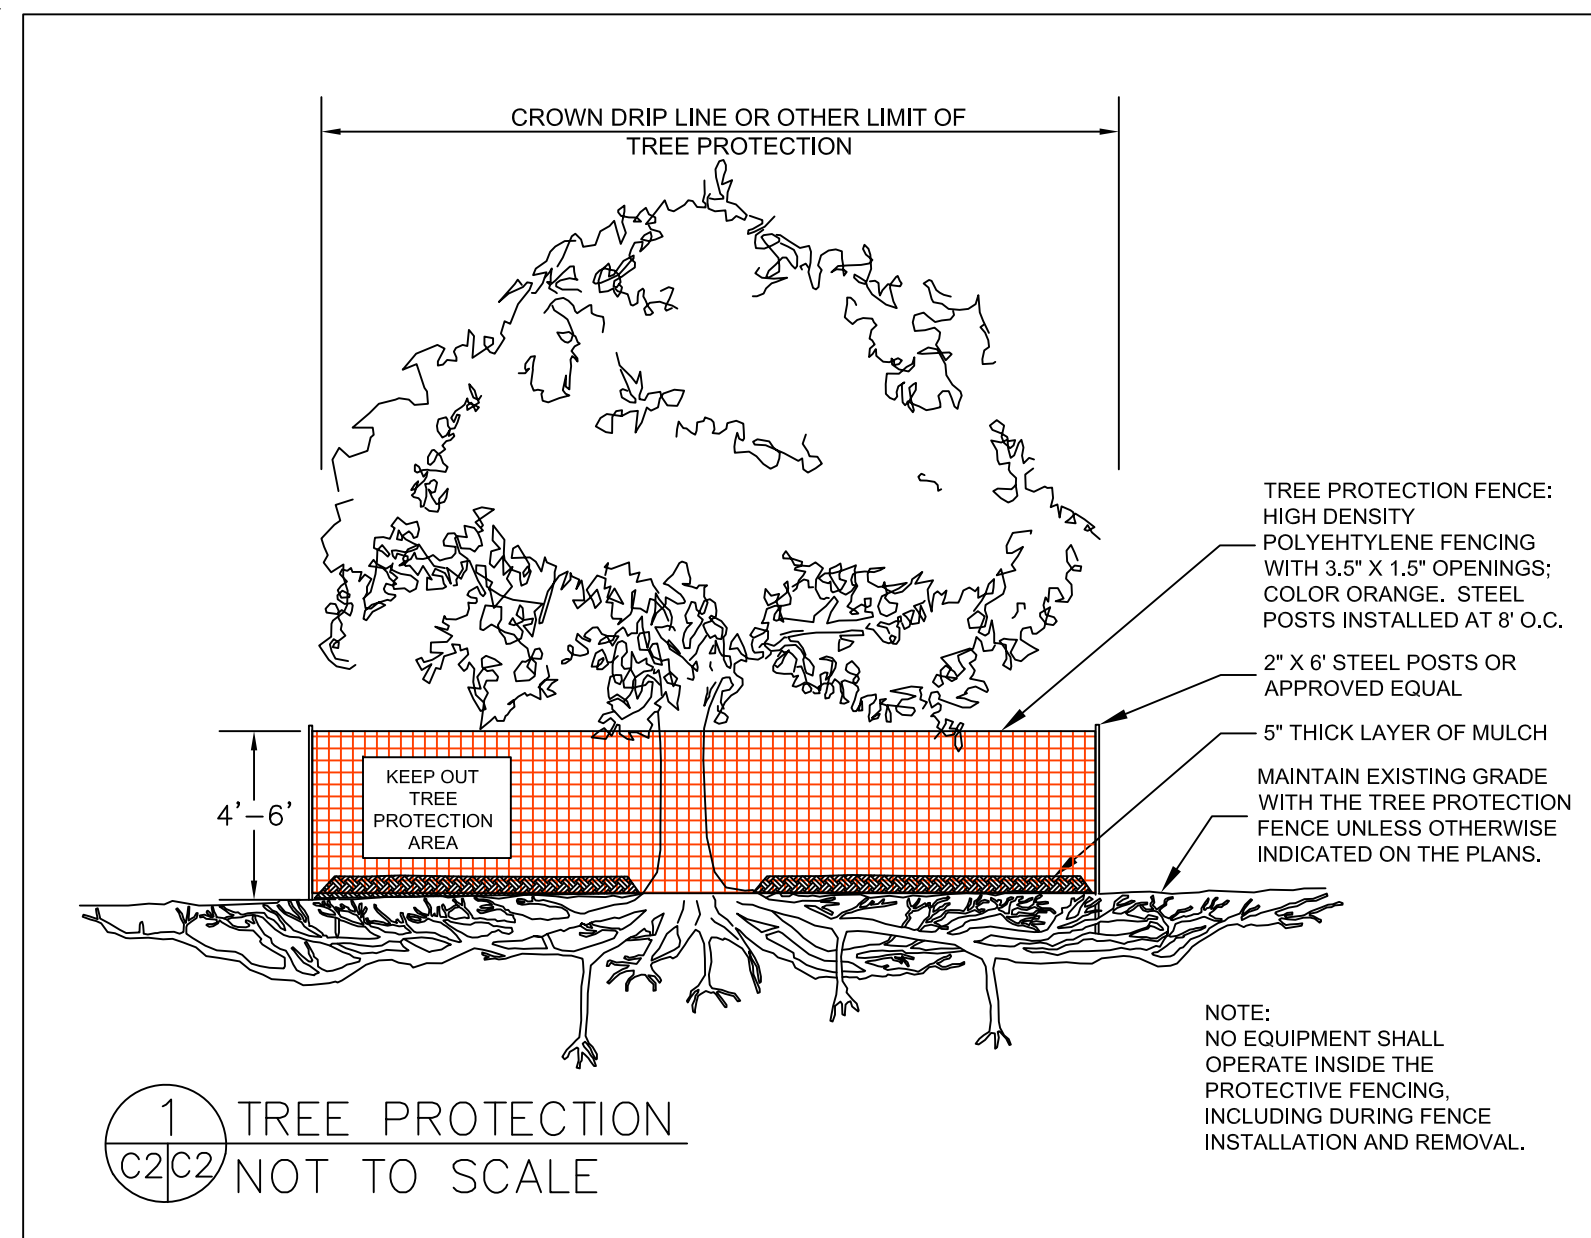 CROWN DRIP LINE OR OTHER LIMIT OF
TREE PROTECTION
TREE PROTECTION FENCE:
HIGH DENSITY
POLYEHTYLENE FENCING
WITH 3.5" X 1.5" OPENINGS;
COLOR ORANGE. STEEL
POSTS INSTALLED AT 8' O.C.
2" X 6' STEEL POSTS OR
APPROVED EQUAL
5" THICK LAYER OF MULCH
MAINTAIN EXISTING GRADE
WITH THE TREE PROTECTION
FENCE UNLESS OTHERWISE
INDICATED ON THE PLANS.
KEEP OUT
TREE
PROTECTION
AREA
4'-6'
NOTE:
NO EQUIPMENT SHALL
OPERATE INSIDE THE
PROTECTIVE FENCING,
INCLUDING DURING FENCE
INSTALLATION AND REMOVAL.
1
C2 C2
TREE PROTECTION
NOT TO SCALE